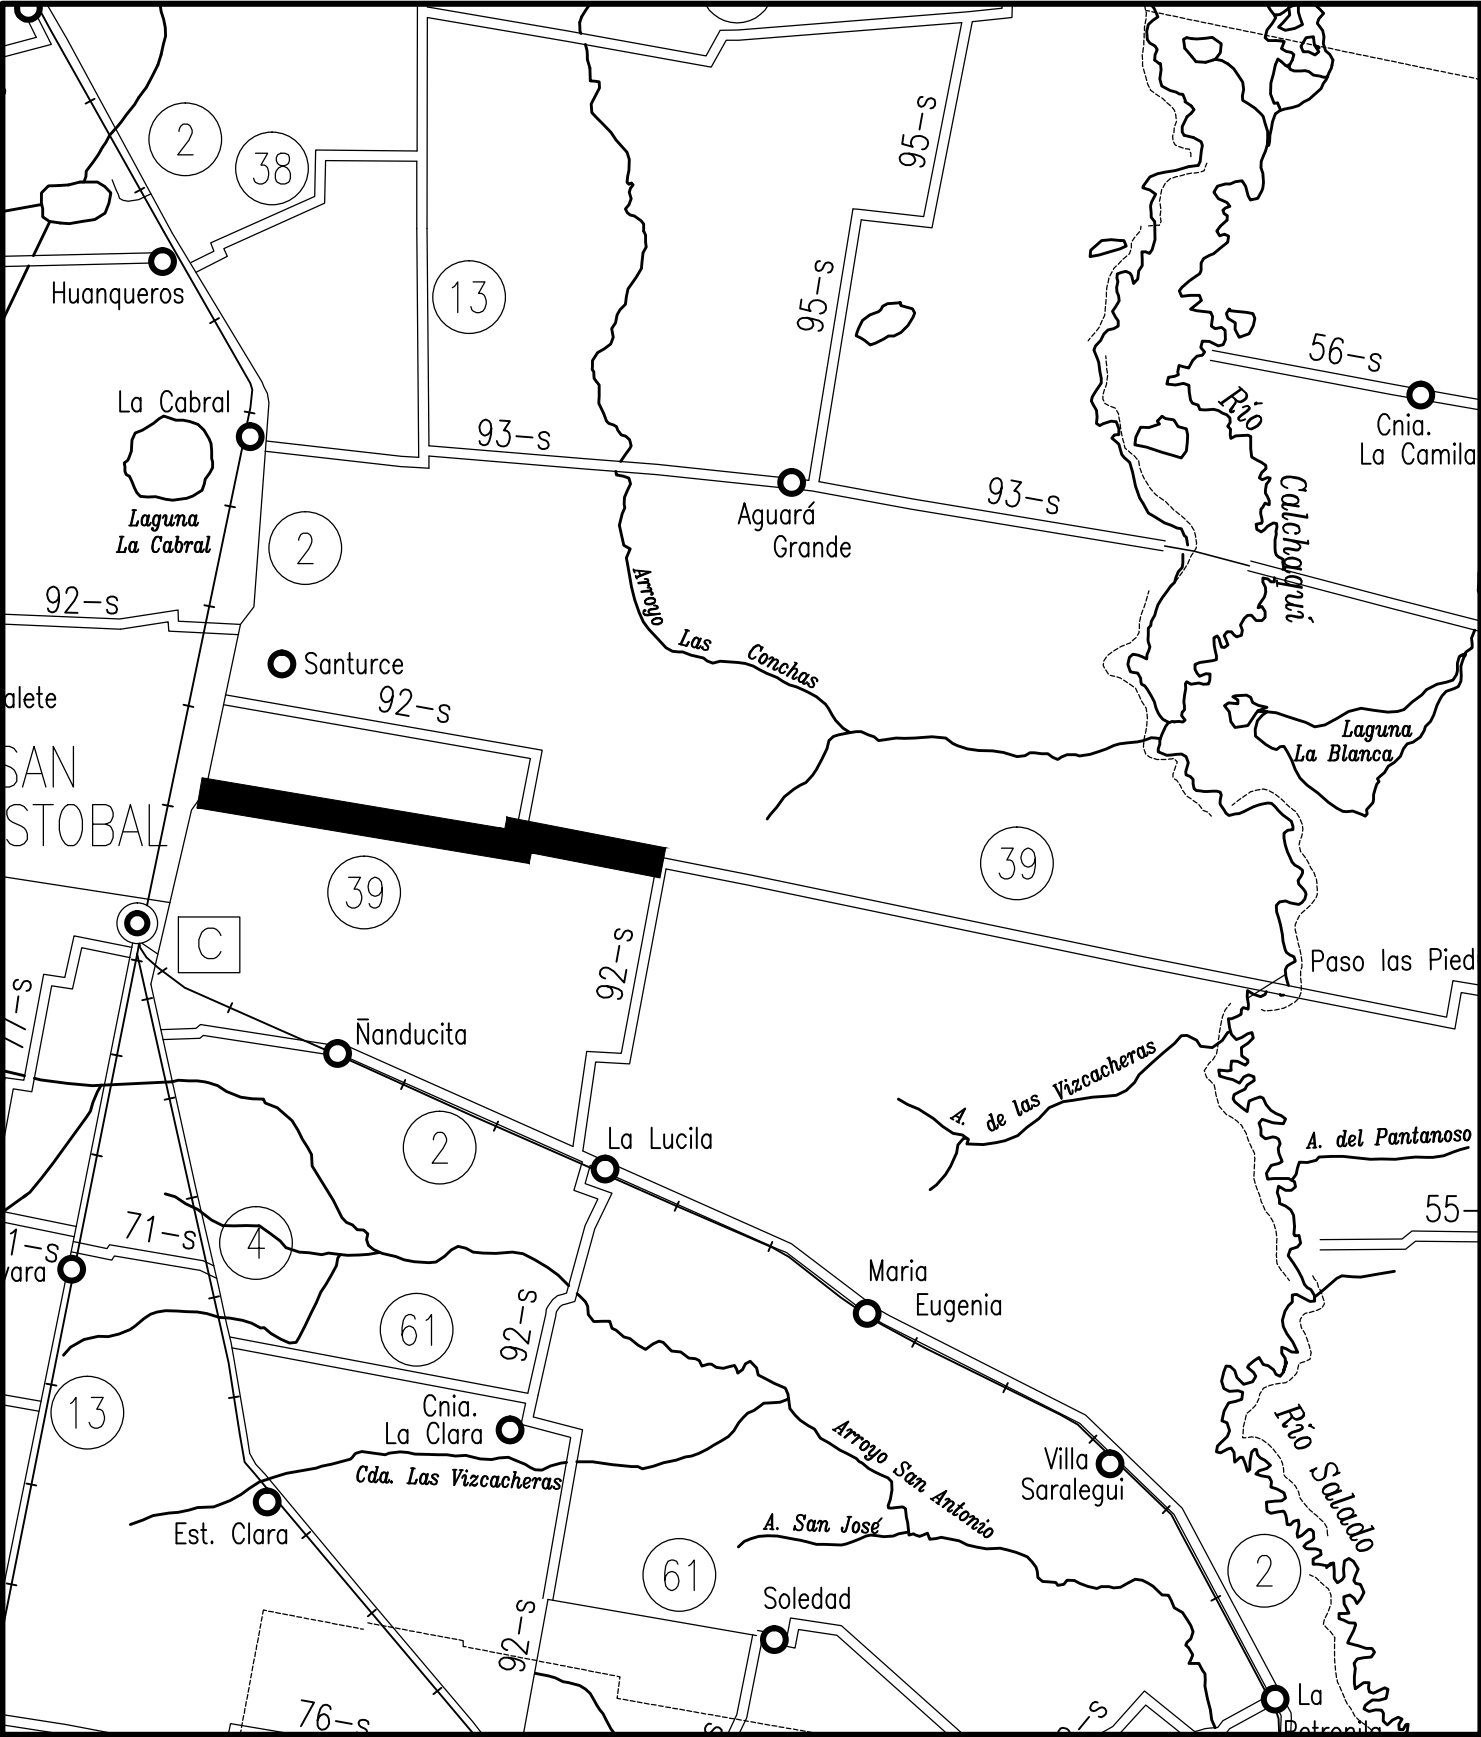 2
38
95-s
Huanqueros
13
95-s
56-s
Río
La Cabral
Cnia.
La Camila
93-s
Laguna
La Cabral
93-s
Calchaquí
Aguará
Grande
2
92-s
Arroyo Las Conchas
Santurce
alete
92-s
SAN
STOBAL
Laguna
La Blanca
39
39
C
92-s
Paso las Pied
-s
Ñanducita
A. de las Vizcacheras
2
La Lucila
A. del Pantanoso
71-s
55-
1-s
4
vara
Maria
Eugenia
61
92-s
13
Cnia.
La Clara
Arroyo San Antonio
Río Salado
Villa
Saralegui
Cda. Las Vizcacheras
Est. Clara
A. San José
61
2
Soledad
92-s
La
Petronila
76-s
-s
s